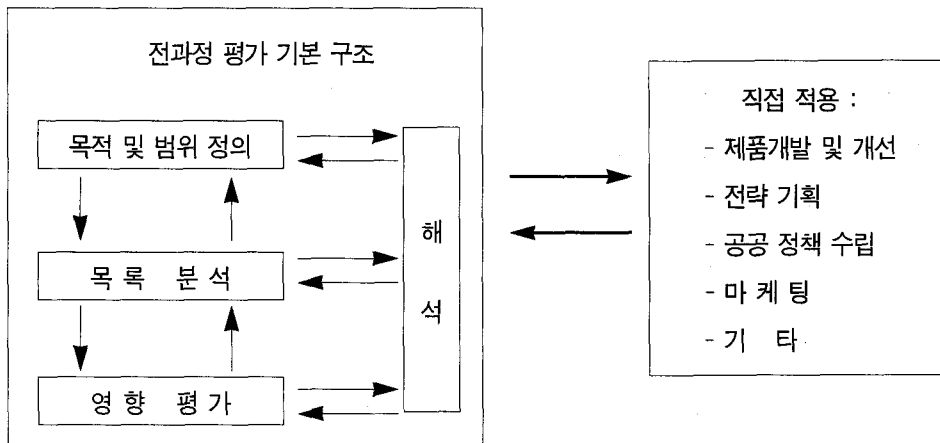 전과정 평가 기본 구조
목적 및 범위 정의
목 록 분 석
영 향 평 가
해
석
직접 적용 :
- 제품개발 및 개선
- 전략 기획
- 공공 정책 수립
- 마 케 팅
- 기 타